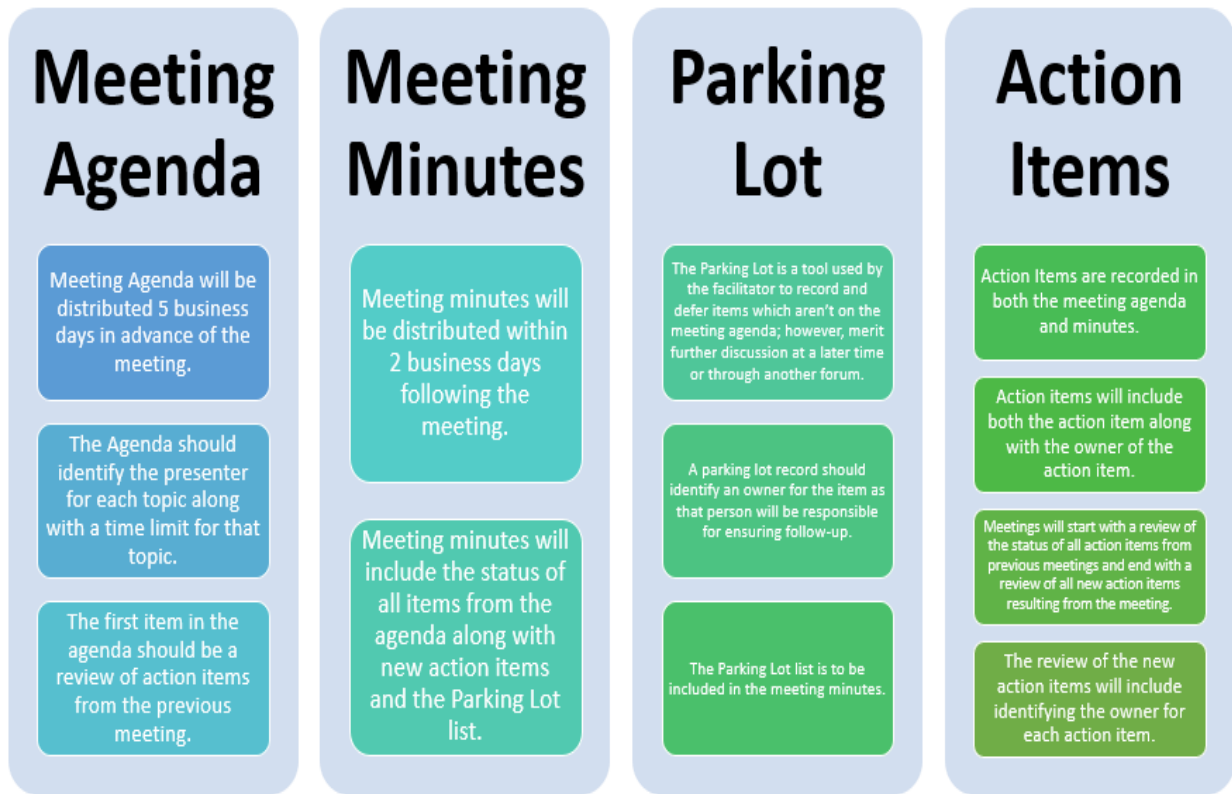 Meeting
Agenda
Meeting Agenda will be
distributed 5 business
days in advance of the
meeting.
The Agenda should
identify the presenter
for each topic along
with a time limit for that
topic.
The first item in the
agenda should be a
review of action items
from the previous
meeting.
Meeting
Minutes
Meeting minutes will
be distributed within
2 business days
following the
meeting.
Meeting minutes will
include the status of
all items from the
agenda along with
new action items
and the Parking Lot
list.
Parking
Lot
The Parking Lot is a tool used by
the facilitator to record and
defer items which aren't on the
meeting agenda; however, merit
further discussion at a later time
or through another forum.
A parking lot record should
identify an owner for the item as
that person will be responsible
for ensuring follow-up.
The Parking Lot list is to be
included in the meeting minutes.
Action
Items
Action Items are recorded in
both the meeting agenda
and minutes.
Action items will include
both the action item along
with the owner of the
action item.
Meetings will start with a review of
the status of all action items from
previous meetings and end with a
review of all new action items
resulting from the meeting.
The review of the new
action items will include
identifying the owner for
each action item.